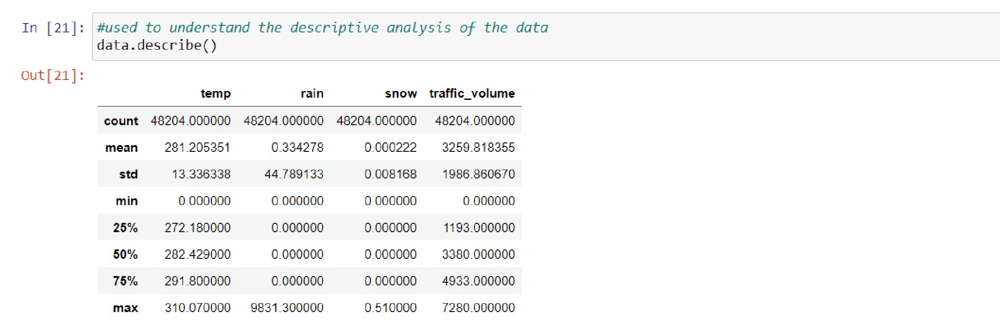 In [21]: #used to understand the descriptive analysis of the data
data.describe()
Out[21]:
temp rain snow traffic_volume
count 48204.000000 48204.000000 48204.000000 48204.000000
mean 281.205351 0.334278 0.000222 3259.818355
std 13.336338 44.789133 0.008168 1986.860670
min 0.000000 0.000000 0.000000 0.000000
25% 272.180000 0.000000 0.000000 1193.000000
50% 282.429000 0.000000 0.000000 3380.000000
75% 291.800000 0.000000 0.000000 4933.000000
max 310.070000 9831.300000 0.510000 7280.000000